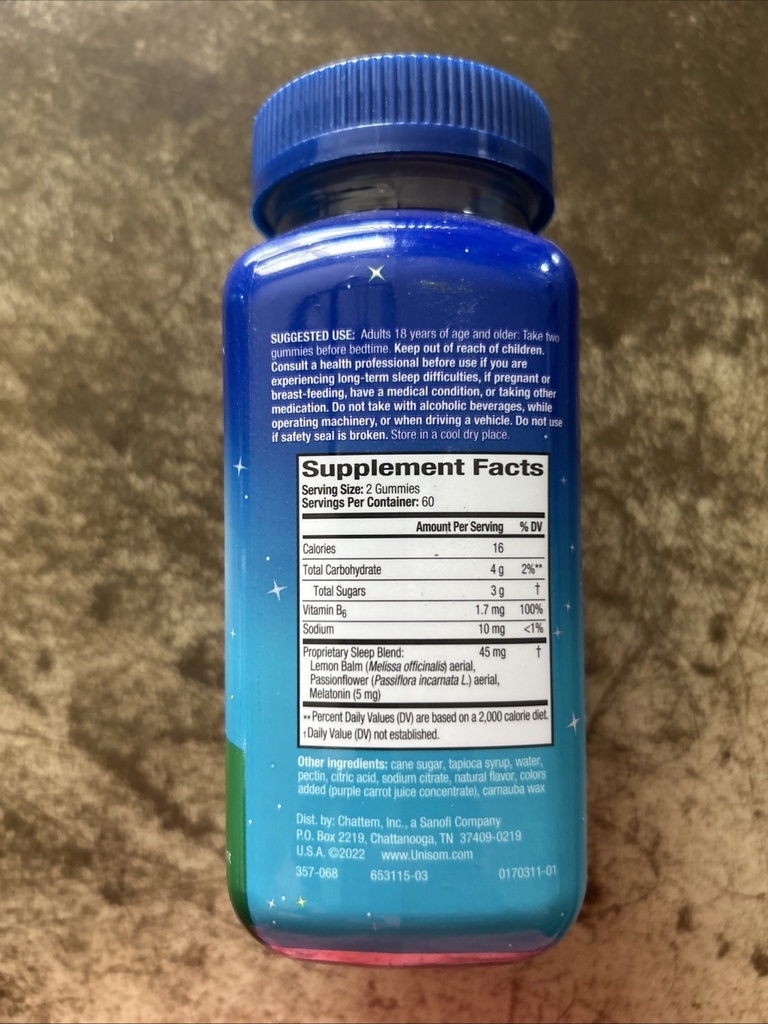 SUGGESTED USE: Adults 18 years of age and older: Take two
gummies before bedtime. Keep out of reach of children.
Consult a health professional before use if you are
experiencing long-term sleep difficulties, if pregnant or
breast-feeding, have a medical condition, or taking other
medication. Do not take with alcoholic beverages, while
operating machinery, or when driving a vehicle. Do not use
if safety seal is broken. Store in a cool dry place.
Supplement Facts
Serving Size: 2 Gummies
Servings Per Container: 60
Amount Per Serving % DV
Calories 16
Total Carbohydrate 4 g 2%**
Total Sugars 3 g †
Vitamin B6 1.7 mg 100%
Sodium 10 mg <1%
Proprietary Sleep Blend: 45 mg †
Lemon Balm (Melissa officinalis) aerial,
Passionflower (Passiflora incarnata L.) aerial,
Melatonin (5 mg)
**Percent Daily Values (DV) are based on a 2,000 calorie diet.
†Daily Value (DV) not established.
Other ingredients: cane sugar, tapioca syrup, water,
pectin, citric acid, sodium citrate, natural flavor, colors
added (purple carrot juice concentrate), carnauba wax
Dist. by: Chattem, Inc., a Sanofi Company
P.O. Box 2219, Chattanooga, TN 37409-0219
U.S.A. ©2022 www.Unisom.com
357-068 653115-03 0170311-01